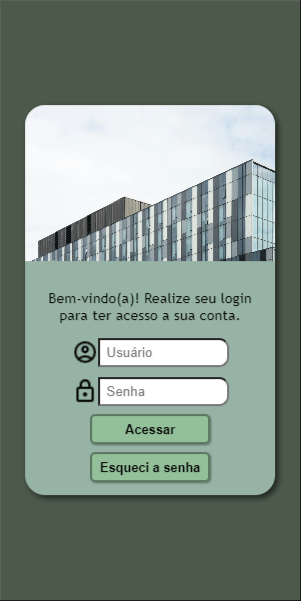 Bem-vindo(a)! Realize seu login
para ter acesso a sua conta.
Usuário
Senha
Acessar
Esqueci a senha